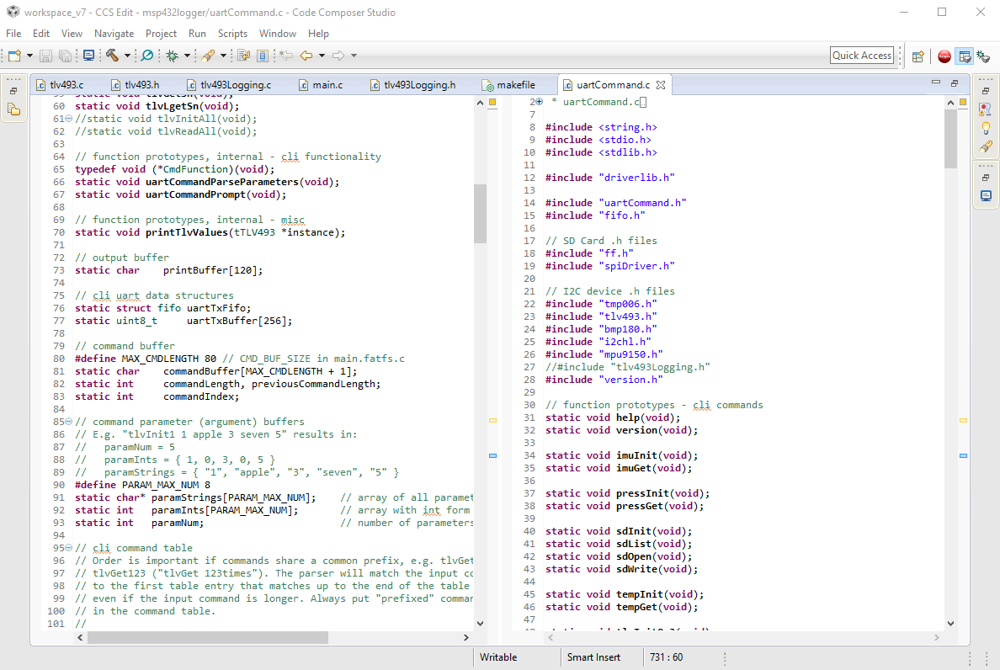 workspace_v7 - CCS Edit - msp432logger/uartCommand.c - Code Composer Studio
File Edit View Navigate Project Run Scripts Window Help
Quick Access
tlv493.c tlv493.h tlv493Logging.c main.c tlv493Logging.h makefile uartCommand.c
60 static void tlvLgetSn(void);
61 //static void tlvInitAll(void);
62 //static void tlvReadAll(void);
63
64 // function prototypes, internal - cli functionality
65 typedef void (*CmdFunction)(void);
66 static void uartCommandParseParameters(void);
67 static void uartCommandPrompt(void);
68
69 // function prototypes, internal - misc
70 static void printTlvValues(tTLV493 *instance);
71
72 // output buffer
73 static char    printBuffer[120];
74
75 // cli uart data structures
76 static struct fifo uartTxFifo;
77 static uint8_t     uartTxBuffer[256];
78
79 // command buffer
80 #define MAX_CMDLENGTH 80 // CMD_BUF_SIZE in main.fatfs.c
81 static char    commandBuffer[MAX_CMDLENGTH + 1];
82 static int     commandLength, previousCommandLength;
83 static int     commandIndex;
84
85 // command parameter (argument) buffers
86 // E.g. "tlvInit1 1 apple 3 seven 5" results in:
87 //   paramNum = 5
88 //   paramInts = { 1, 0, 3, 0, 5 }
89 //   paramStrings = { "1", "apple", "3", "seven", "5" }
90 #define PARAM_MAX_NUM 8
91 static char* paramStrings[PARAM_MAX_NUM];    // array of all paramet
92 static int   paramInts[PARAM_MAX_NUM];       // array with int form
93 static int   paramNum;                       // number of parameters
94
95 // cli command table
96 // Order is important if commands share a common prefix, e.g. tlvGet
97 // tlvGet123 ("tlvGet 123times"). The parser will match the input co
98 // to the first table entry that matches up to the end of the table
99 // even if the input command is longer. Always put "prefixed" comman
100 // in the command table.
101 //
2 * uartCommand.c
7
8 #include <string.h>
9 #include <stdio.h>
10 #include <stdlib.h>
11
12 #include "driverlib.h"
13
14 #include "uartCommand.h"
15 #include "fifo.h"
16
17 // SD Card .h files
18 #include "ff.h"
19 #include "spiDriver.h"
20
21 // I2C device .h files
22 #include "tmp006.h"
23 #include "tlv493.h"
24 #include "bmp180.h"
25 #include "i2chl.h"
26 #include "mpu9150.h"
27 //#include "tlv493Logging.h"
28 #include "version.h"
29
30 // function prototypes - cli commands
31 static void help(void);
32 static void version(void);
33
34 static void imuInit(void);
35 static void imuGet(void);
36
37 static void pressInit(void);
38 static void pressGet(void);
39
40 static void sdInit(void);
41 static void sdList(void);
42 static void sdOpen(void);
43 static void sdWrite(void);
44
45 static void tempInit(void);
46 static void tempGet(void);
47
Writable Smart Insert 731 : 60